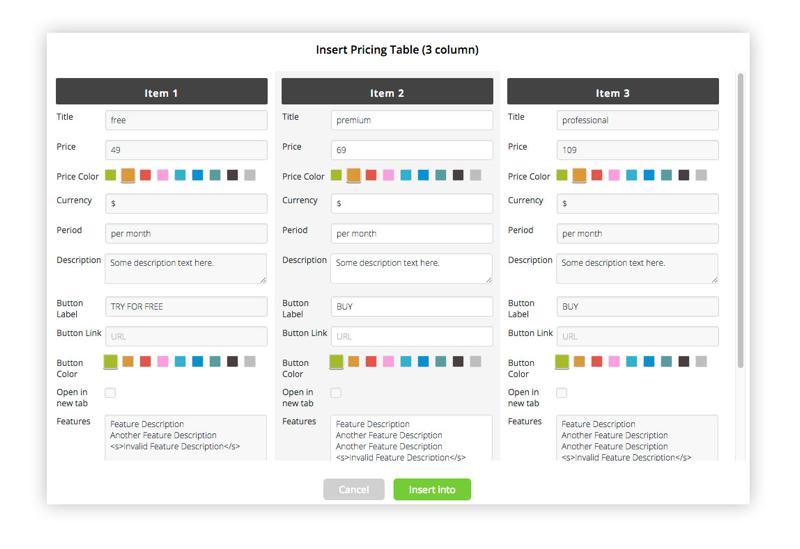 Insert Pricing Table (3 column)
Item 1
Title
free
Price
49
Price Color
Currency
$
Period
per month
Description
Some description text here.
Button
Label
TRY FOR FREE
Button Link
URL
Button
Color
Open in
new tab
Features
Feature Description
Another Feature Description
<s>Invalid Feature Description</s>
Item 2
Title
premium
Price
69
Price Color
Currency
$
Period
per month
Description
Some description text here.
Button
Label
BUY
Button Link
URL
Button
Color
Open in
new tab
Features
Feature Description
Another Feature Description
Another Feature Description
<s>Invalid Feature Description</s>
Item 3
Title
professional
Price
109
Price Color
Currency
$
Period
per month
Description
Some description text here.
Button
Label
BUY
Button Link
URL
Button
Color
Open in
new tab
Features
Feature Description
Another Feature Description
Another Feature Description
<s>Invalid Feature Description</s>
Cancel
Insert into